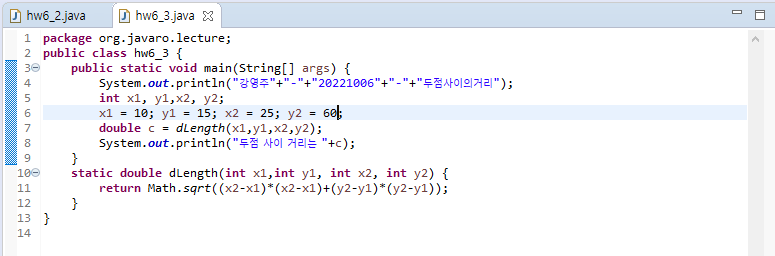 hw6_2.java hw6_3.java
1 package org.javaro.lecture;
2 public class hw6_3 {
3 public static void main(String[] args) {
4 System.out.println("강영주"+"-"+"20221006"+"-"+"두점사이의거리");
5 int x1, y1,x2, y2;
6 x1 = 10; y1 = 15; x2 = 25; y2 = 60;
7 double c = dLength(x1,y1,x2,y2);
8 System.out.println("두점 사이 거리는 "+c);
9 }
10 static double dLength(int x1,int y1, int x2, int y2) {
11 return Math.sqrt((x2-x1)*(x2-x1)+(y2-y1)*(y2-y1));
12 }
13 }
14